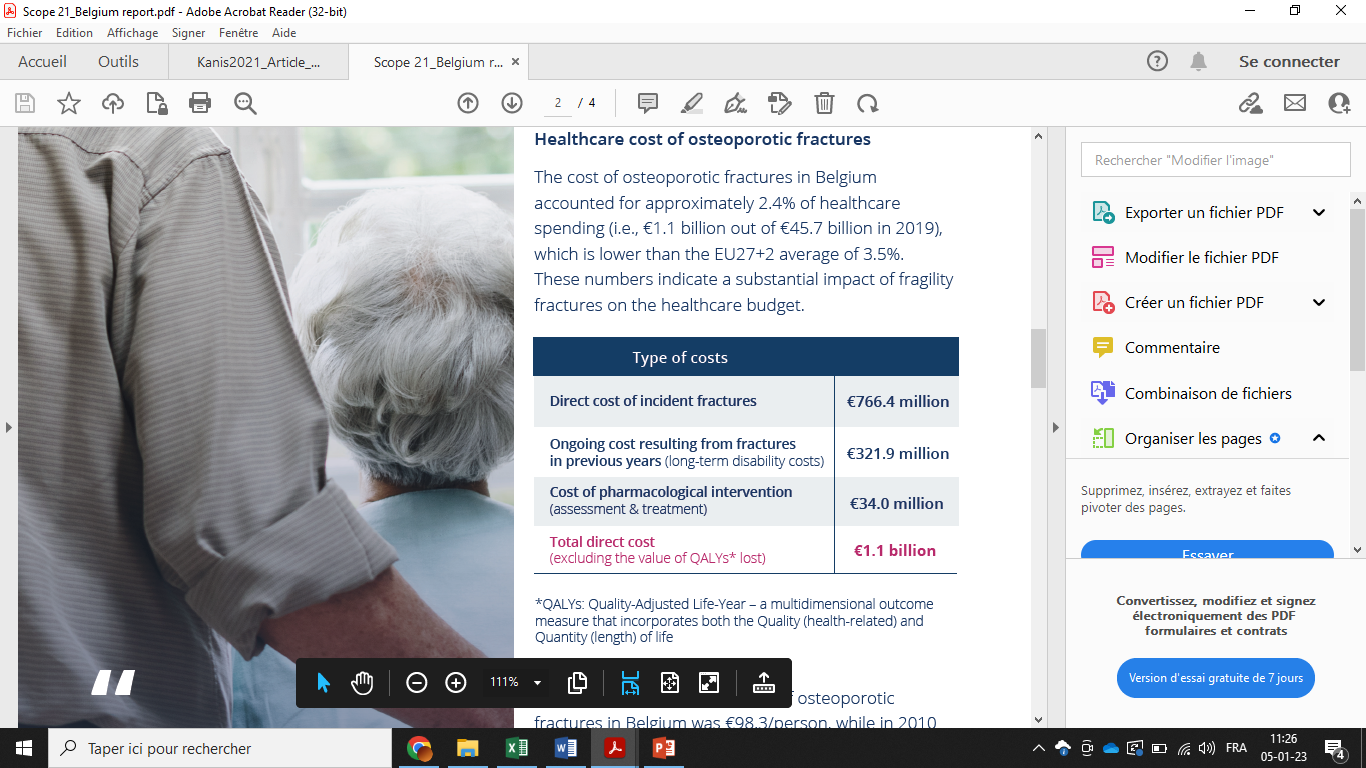 Scope 21_Belgium report.pdf - Adobe Acrobat Reader (32-bit)
Fichier Edition Affichage Signer Fenêtre Aide
Accueil Outils Kanis2021_Article_... Scope 21_Belgium r... × Se connecter
2 / 4
Rechercher "Modifier l'image"
Exporter un fichier PDF
Modifier le fichier PDF
Créer un fichier PDF
Commentaire
Combinaison de fichiers
Organiser les pages
Supprimez, insérez, extrayez et faites
pivoter des pages.
Essayer
Convertissez, modifiez et signez
électroniquement des PDF
formulaires et contrats
Version d'essai gratuite de 7 jours
Healthcare cost of osteoporotic fractures
The cost of osteoporotic fractures in Belgium
accounted for approximately 2.4% of healthcare
spending (i.e., €1.1 billion out of €45.7 billion in 2019),
which is lower than the EU27+2 average of 3.5%.
These numbers indicate a substantial impact of fragility
fractures on the healthcare budget.
Type of costs
Direct cost of incident fractures €766.4 million
Ongoing cost resulting from fractures
in previous years (long-term disability costs) €321.9 million
Cost of pharmacological intervention
(assessment & treatment) €34.0 million
Total direct cost
(excluding the value of QALYs* lost) €1.1 billion
*QALYs: Quality-Adjusted Life-Year – a multidimensional outcome
measure that incorporates both the Quality (health-related) and
Quantity (length) of life
“
111%
f osteoporotic
fractures in Belgium was €98.3/person, while in 2010
Taper ici pour rechercher
FRA
11:26
05-01-23
4